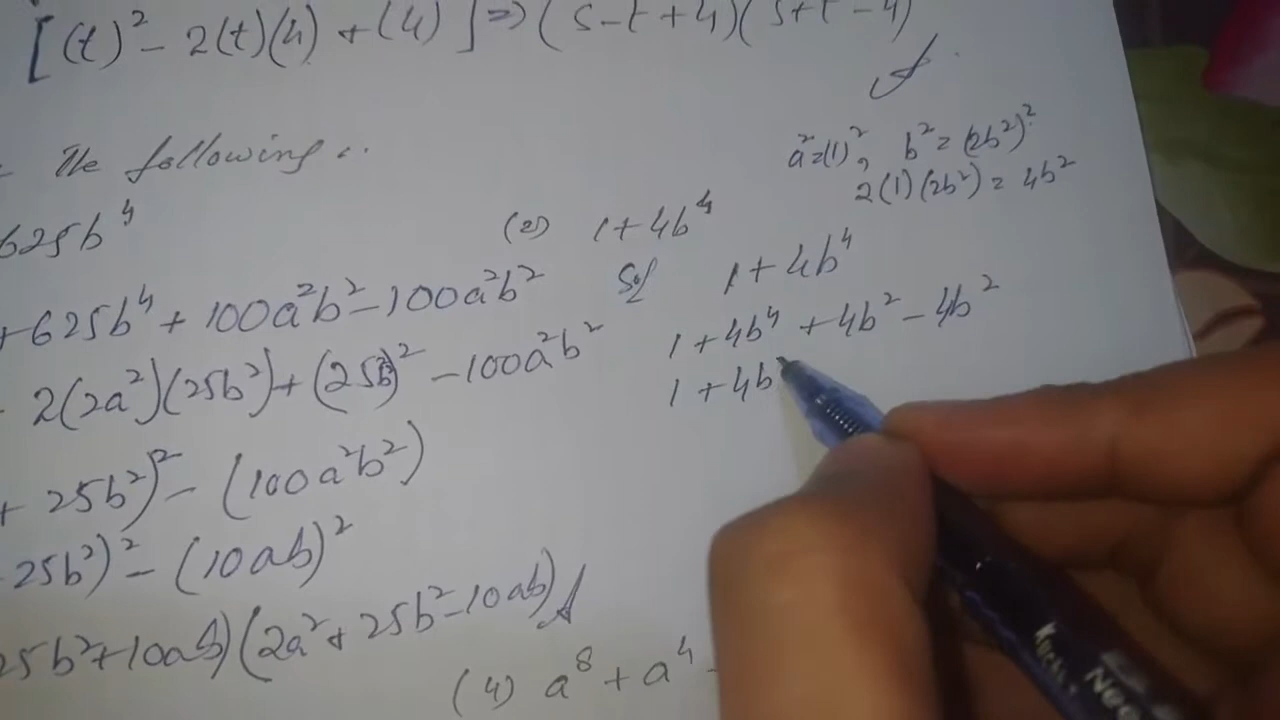 [(t)² - 2(t)(4) + (4) ] ⇒ (s-t+4)(s+t-4)
The following :.
625b⁴
+625b⁴ + 100a²b² - 100a²b²
2(2a²)(25b²) + (25b²)² - 100a²b²
+ 25b²)² - (100a²b²)
25b²)² - (10ab)²
25b²+10ab)(2a²+25b²-10ab)
a²=(1)², b²=(2b²)²
2(1)(2b²) = 4b²
(2) 1+4b⁴
Sol 1+4b⁴
1+4b⁴+4b²-4b²
1+4b
(4) a⁸+a⁴